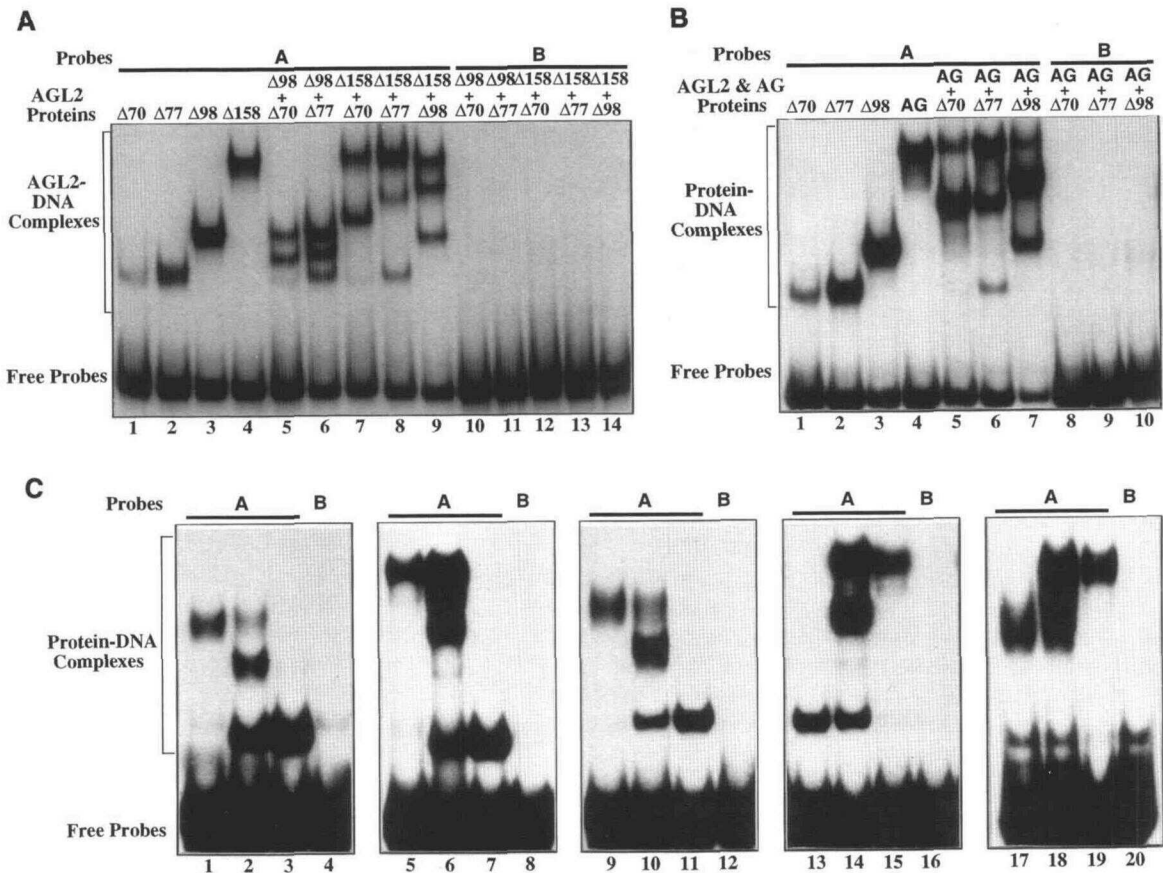 A
Probes A B
Δ98 Δ98 Δ158 Δ158 Δ158 Δ98 Δ98 Δ158 Δ158 Δ158
AGL2 + + + + + + + + + +
Proteins Δ70 Δ77 Δ98 Δ158 Δ70 Δ77 Δ70 Δ77 Δ98 Δ70 Δ77 Δ70 Δ77 Δ98
AGL2-
DNA
Complexes
Free Probes
1 2 3 4 5 6 7 8 9 10 11 12 13 14
B
Probes A B
AG AG AG AG AG AG
AGL2 & AG + + + + + +
Proteins Δ70 Δ77 Δ98 AG Δ70 Δ77 Δ98 Δ70 Δ77 Δ98
Protein-
DNA
Complexes
Free Probes
1 2 3 4 5 6 7 8 9 10
C
Probes A B A B A B A B A B
Protein-DNA
Complexes
Free Probes
1 2 3 4 5 6 7 8 9 10 11 12 13 14 15 16 17 18 19 20